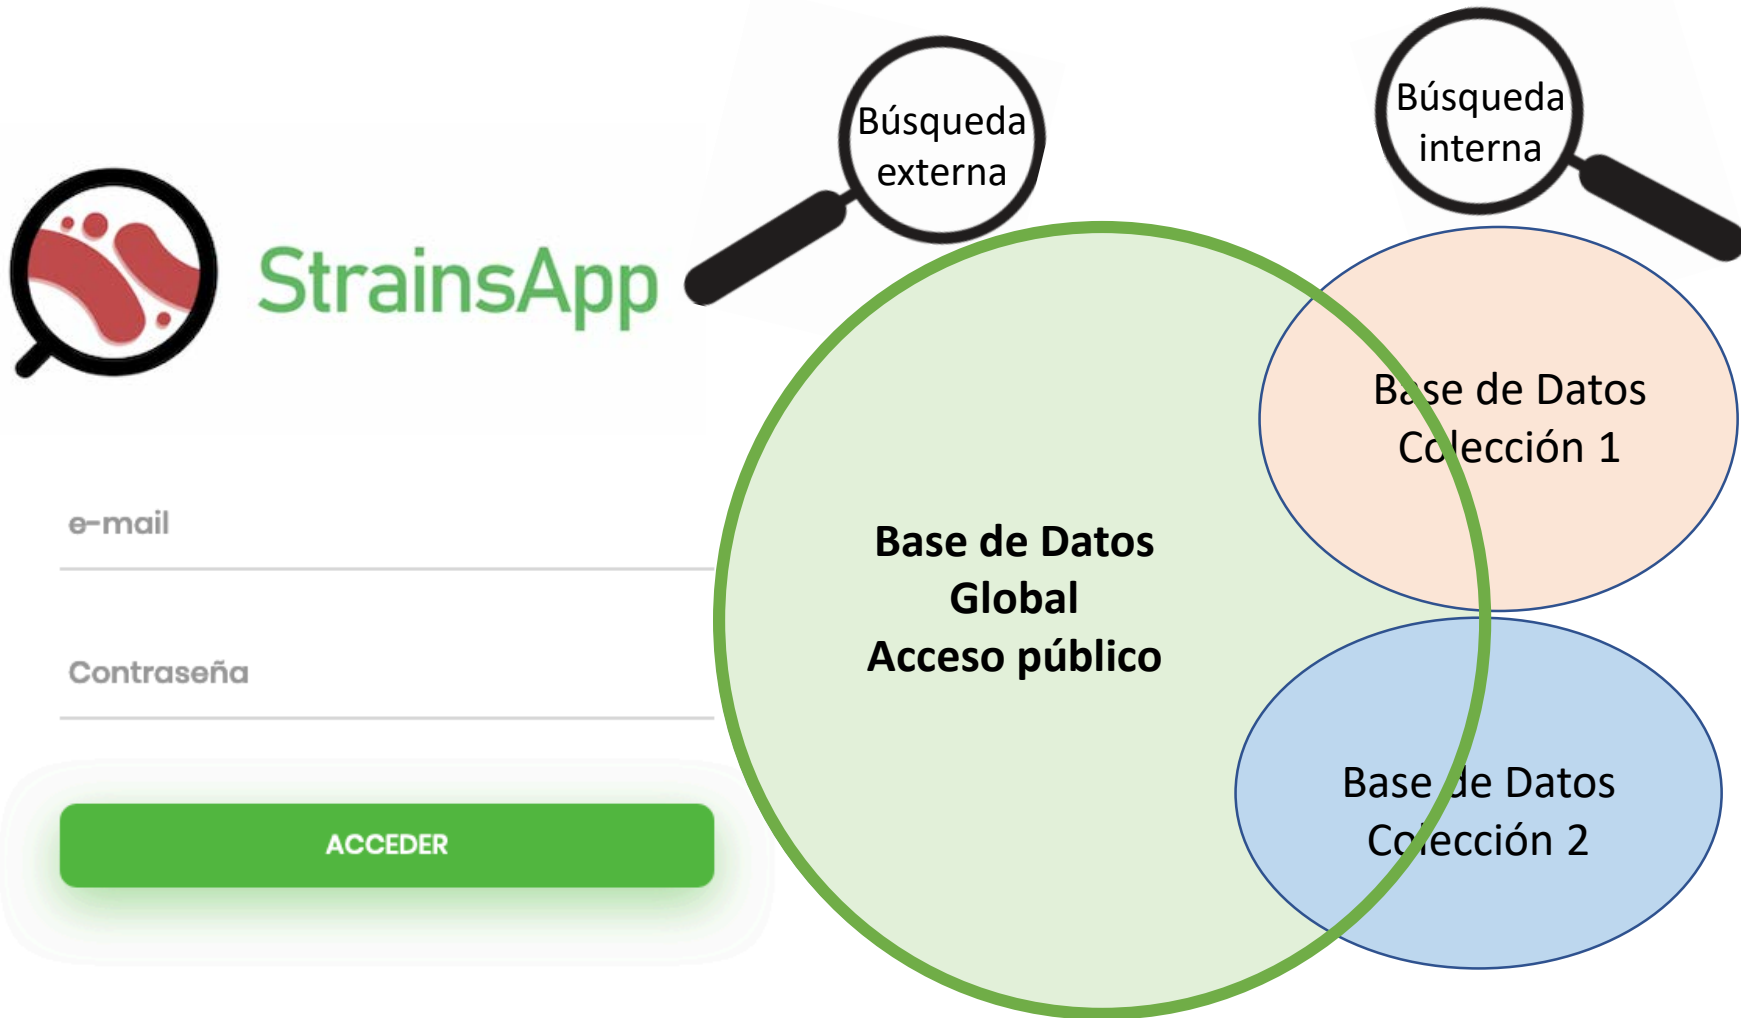 StrainsApp
e-mail
Contraseña
ACCEDER
Búsqueda
externa
Búsqueda
interna
Base de Datos
Global
Acceso público
Base de Datos
Colección 1
Base de Datos
Colección 2